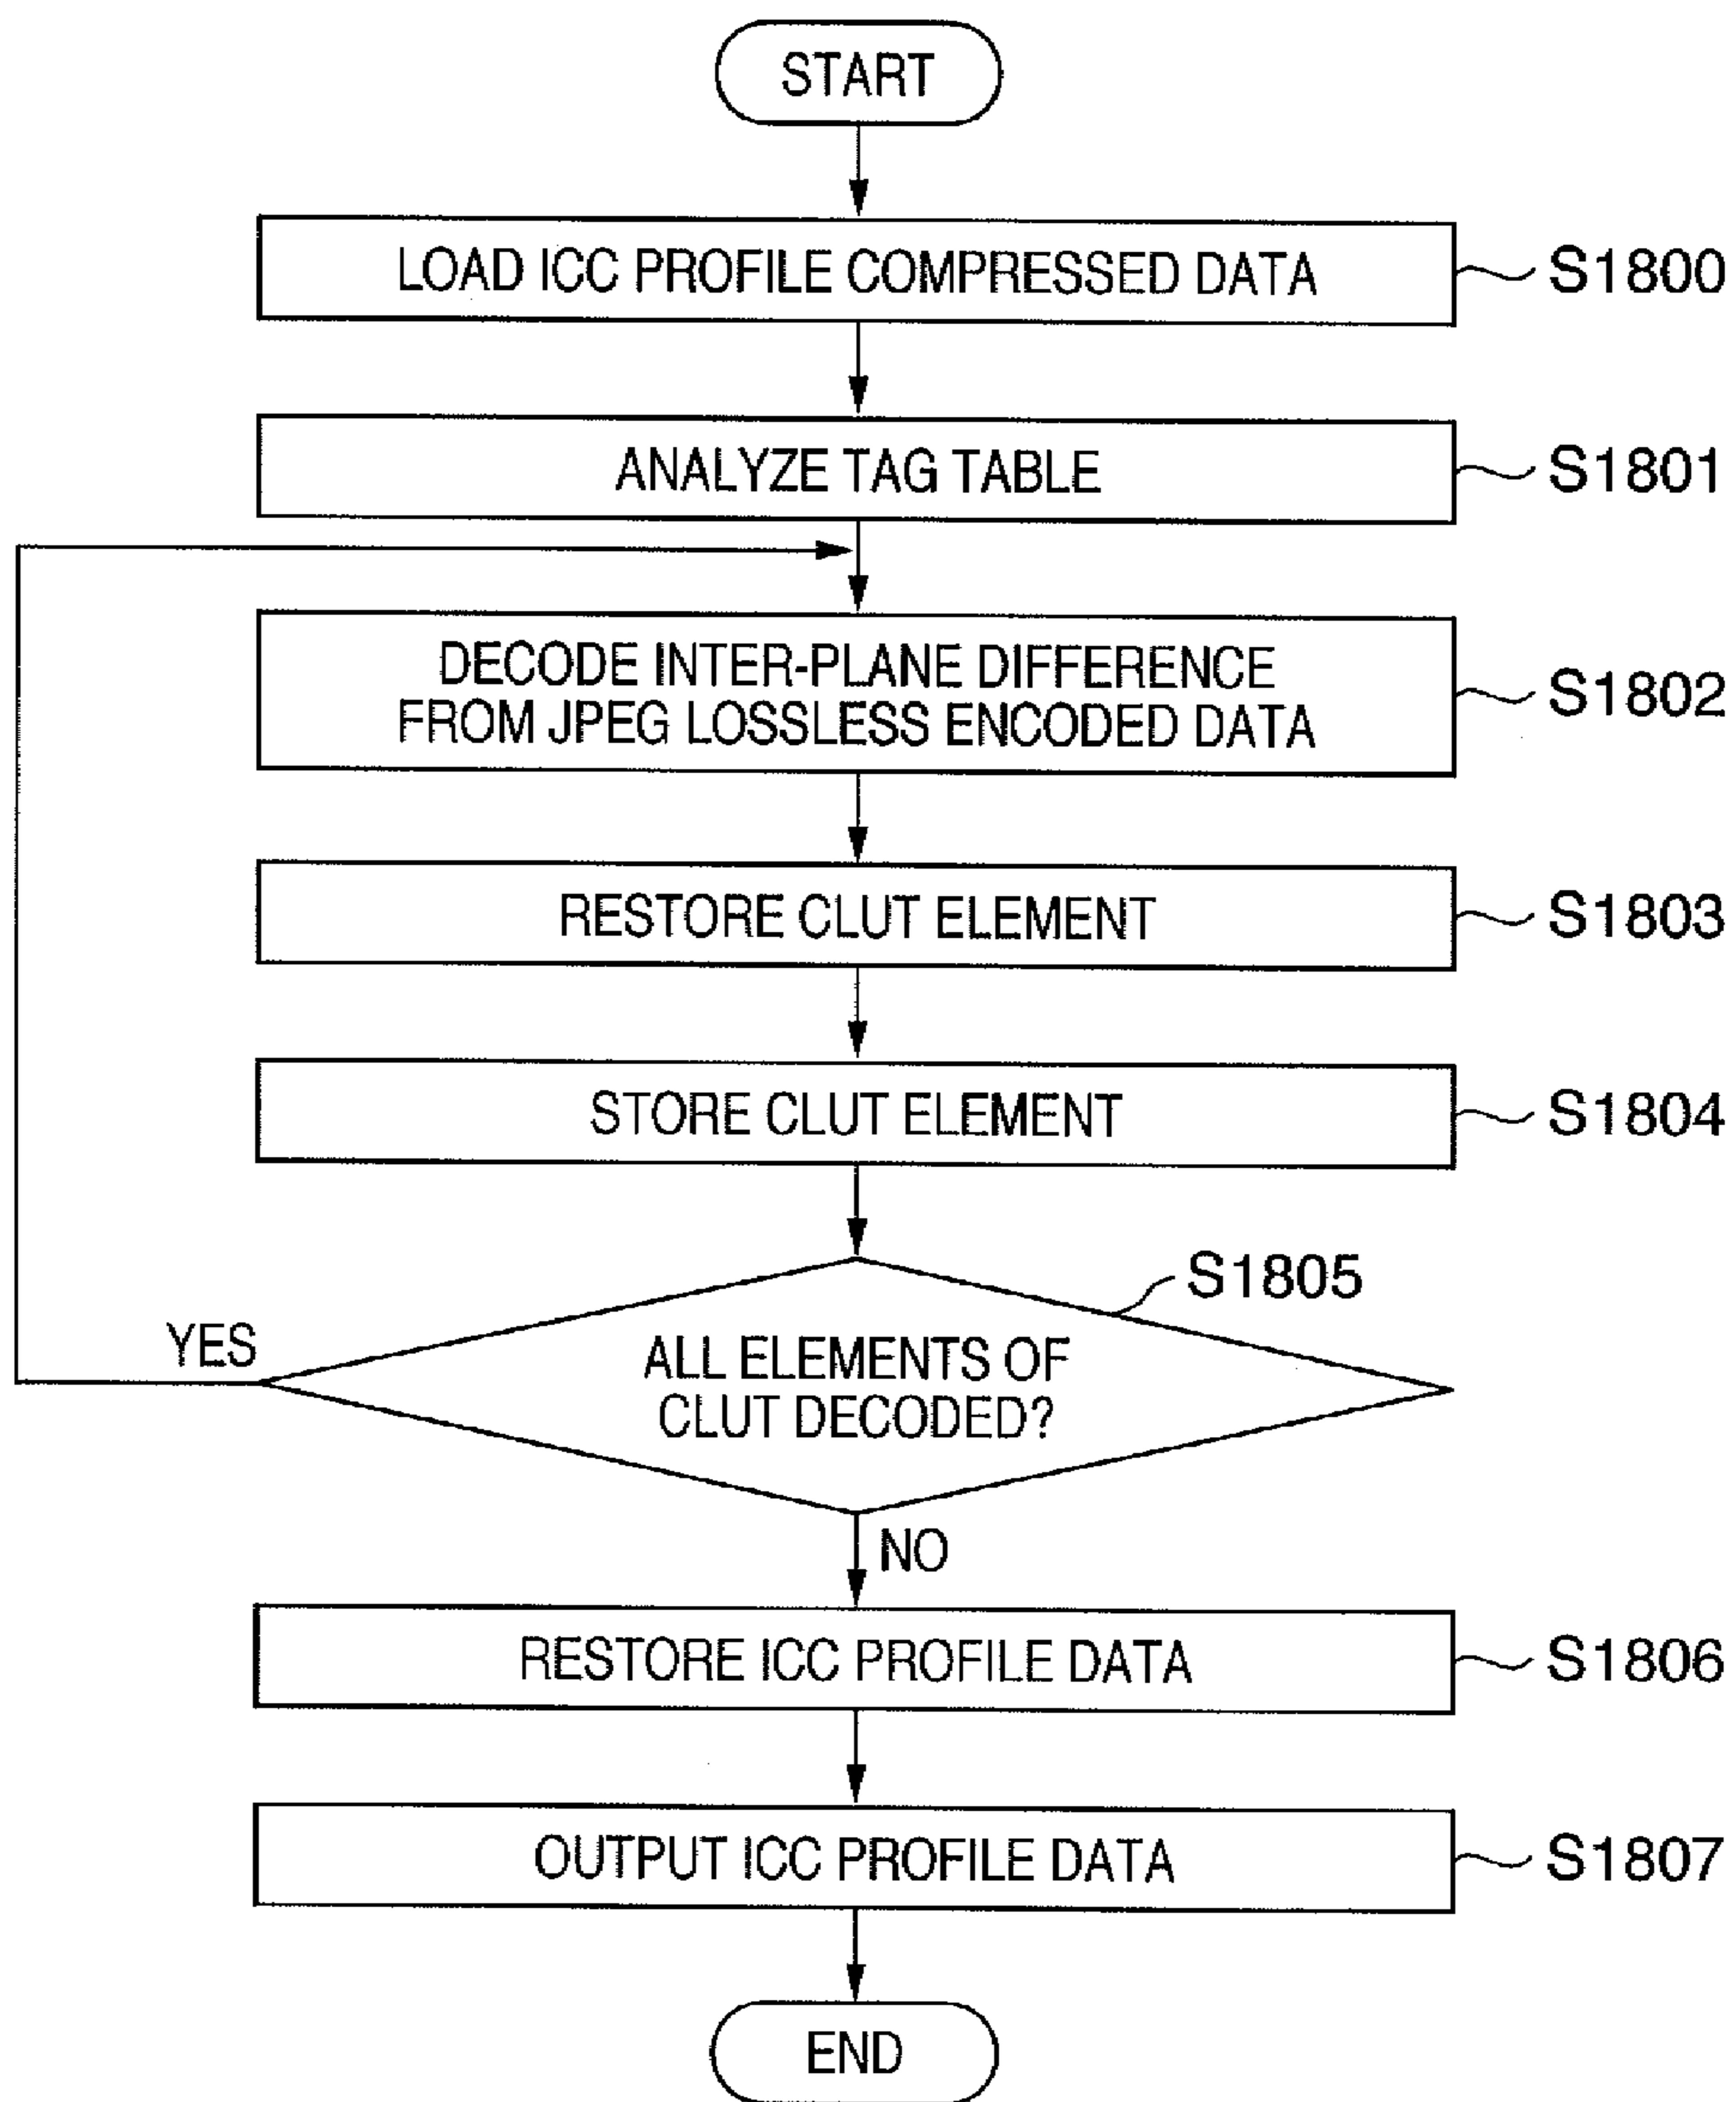 START
LOAD ICC PROFILE COMPRESSED DATA
S1800
ANALYZE TAG TABLE
S1801
DECODE INTER-PLANE DIFFERENCE
FROM JPEG LOSSLESS ENCODED DATA
S1802
RESTORE CLUT ELEMENT
S1803
STORE CLUT ELEMENT
S1804
S1805
YES
ALL ELEMENTS OF
CLUT DECODED?
NO
RESTORE ICC PROFILE DATA
S1806
OUTPUT ICC PROFILE DATA
S1807
END